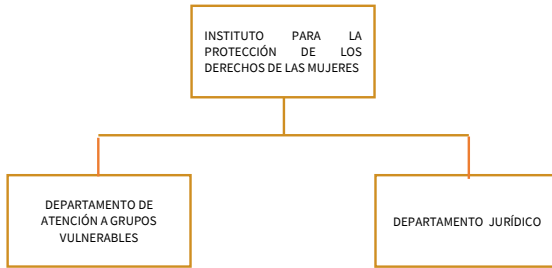 INSTITUTO PARA LA
PROTECCIÓN DE LOS
DERECHOS DE LAS MUJERES
DEPARTAMENTO DE
ATENCIÓN A GRUPOS
VULNERABLES
DEPARTAMENTO JURÍDICO